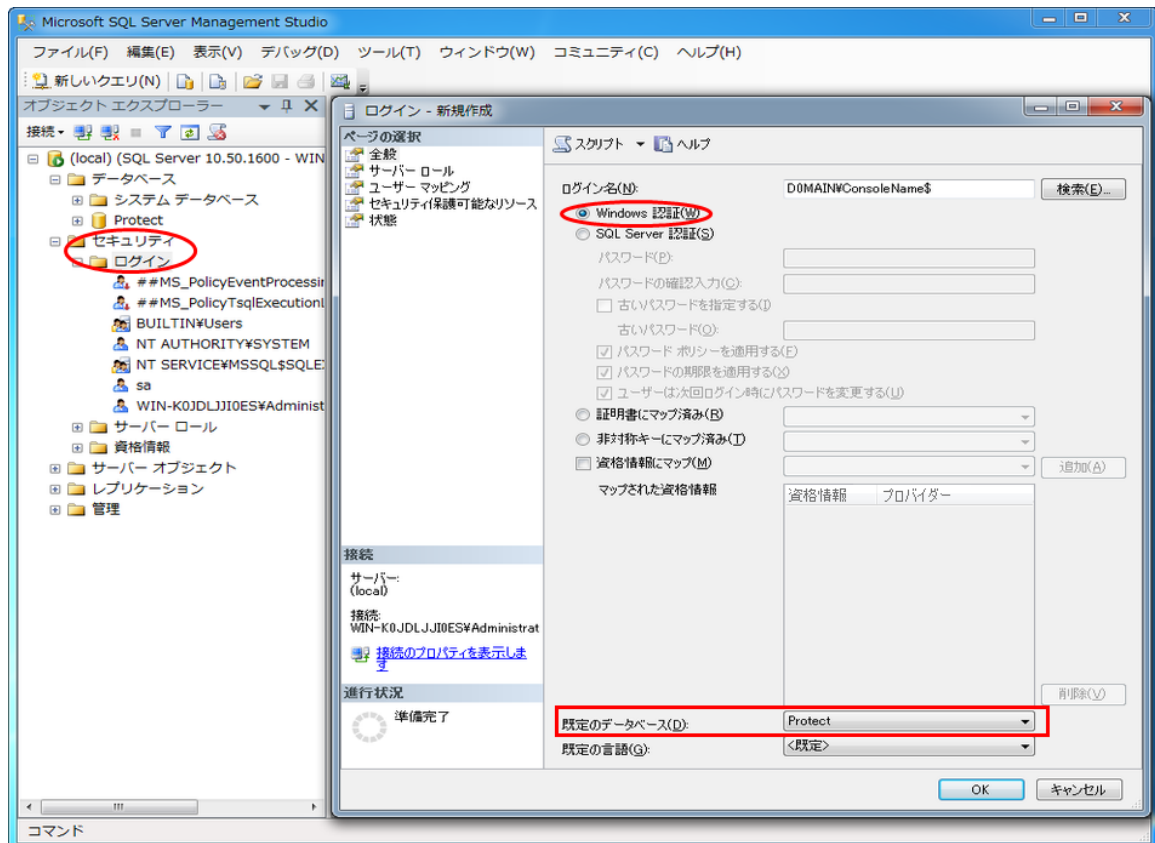 Microsoft SQL Server Management Studio
ファイル(F) 編集(E) 表示(V) デバッグ(D) ツール(T) ウィンドウ(W) コミュニティ(C) ヘルプ(H)
新しいクエリ(N)
オブジェクト エクスプローラー
接続
(local) (SQL Server 10.50.1600 - WIN
データベース
システム データベース
Protect
セキュリティ
ログイン
##MS_PolicyEventProcessin
##MS_PolicyTsqlExecutionL
BUILTIN¥Users
NT AUTHORITY¥SYSTEM
NT SERVICE¥MSSQL$SQLE
sa
WIN-K0JDLJJI0ES¥Administ
サーバー ロール
資格情報
サーバー オブジェクト
レプリケーション
管理
コマンド
ログイン - 新規作成
ページの選択
全般
サーバー ロール
ユーザー マッピング
セキュリティ保護可能なリソース
状態
接続
サーバー:
(local)
接続:
WIN-K0JDLJJI0ES¥Administrat
接続のプロパティを表示しま
す
進行状況
準備完了
スクリプト ヘルプ
ログイン名(N): D0MAIN¥ConsoleName$ 検索(E)...
Windows 認証(W)
SQL Server 認証(S)
パスワード(P):
パスワードの確認入力(C):
古いパスワードを指定する(I)
古いパスワード(O):
パスワード ポリシーを適用する(F)
パスワードの期限を適用する(X)
ユーザーは次回ログイン時にパスワードを変更する(U)
証明書にマップ済み(R)
非対称キーにマップ済み(T)
資格情報にマップ(M) 追加(A)
マップされた資格情報 資格情報 プロバイダー
削除(V)
既定のデータベース(D): Protect
既定の言語(G): <既定>
OK キャンセル